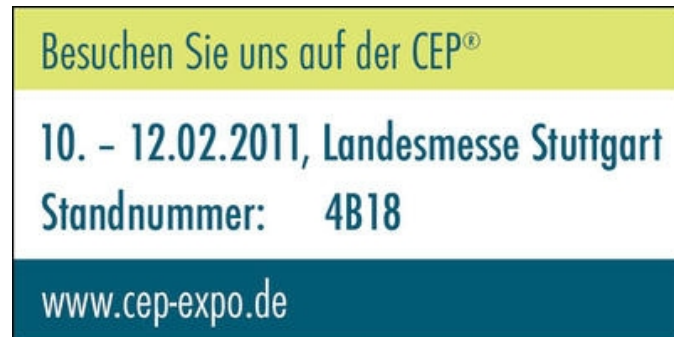 Besuchen Sie uns auf der CEP®
10. – 12.02.2011, Landesmesse Stuttgart
Standnummer: 4B18
www.cep-expo.de